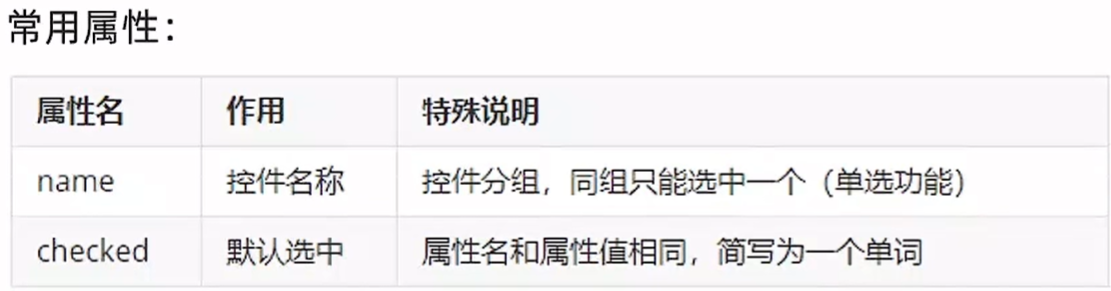 常用属性：
属性名 作用 特殊说明
name 控件名称 控件分组，同组只能选中一个（单选功能）
checked 默认选中 属性名和属性值相同，简写为一个单词